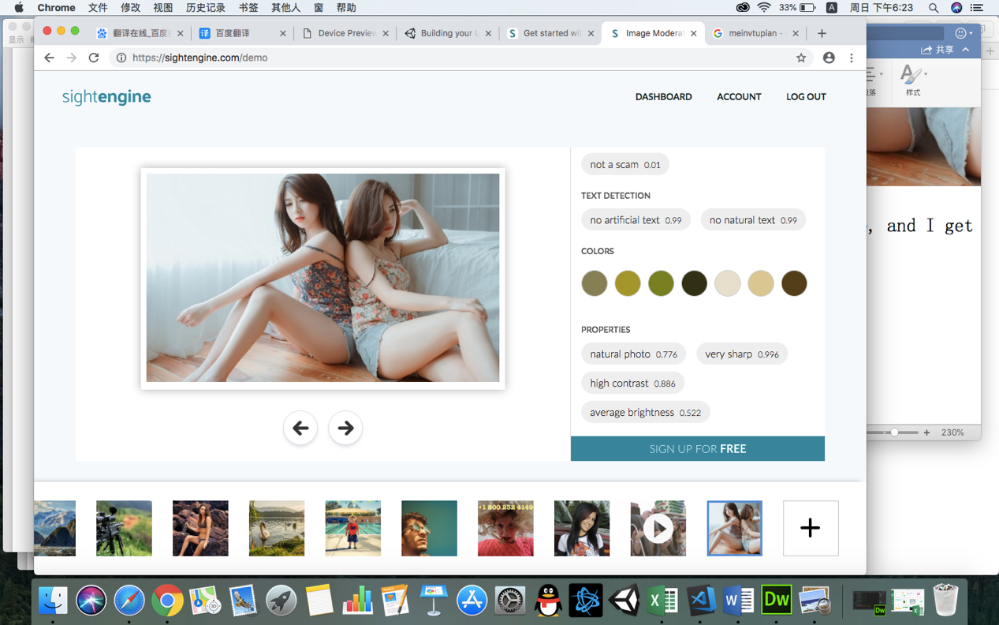 Chrome 文件 修改 视图 历史记录 书签 其他人 窗 帮助 33% A 周日 下午6:23
翻译在线_百度 百度翻译 Device Preview Building your U Get started wit Image Modera meinvtupian -
https://sightengine.com/demo
显示
共享
样式
sightengine DASHBOARD ACCOUNT LOG OUT
not a scam 0.01
TEXT DETECTION
no artificial text 0.99 no natural text 0.99
, and I get
COLORS
PROPERTIES
natural photo 0.776 very sharp 0.996
high contrast 0.886
average brightness 0.522
230%
SIGN UP FOR FREE
+1 800 232 4149
Dw